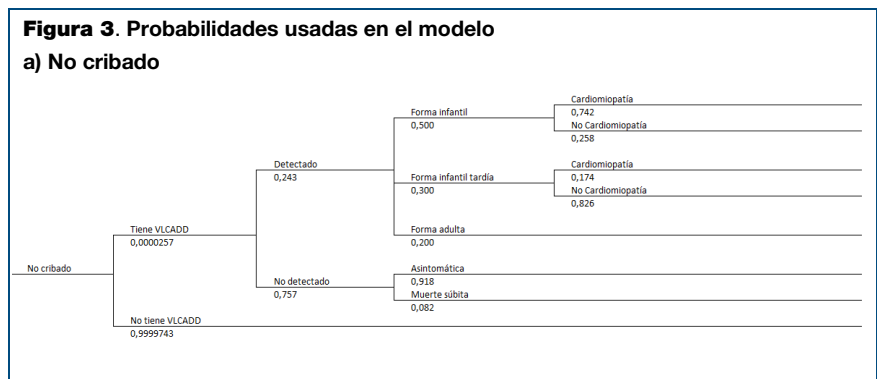 Figura 3. Probabilidades usadas en el modelo
a) No cribado
Cardiomiopatía
0,742
Forma infantil
0,500
No Cardiomiopatía
0,258
Detectado
0,243
Cardiomiopatía
0,174
Forma infantil tardía
0,300
No Cardiomiopatía
0,826
Tiene VLCADD
0,0000257
Forma adulta
0,200
No cribado
Asintomática
0,918
No detectado
0,757
Muerte súbita
0,082
No tiene VLCADD
0,9999743